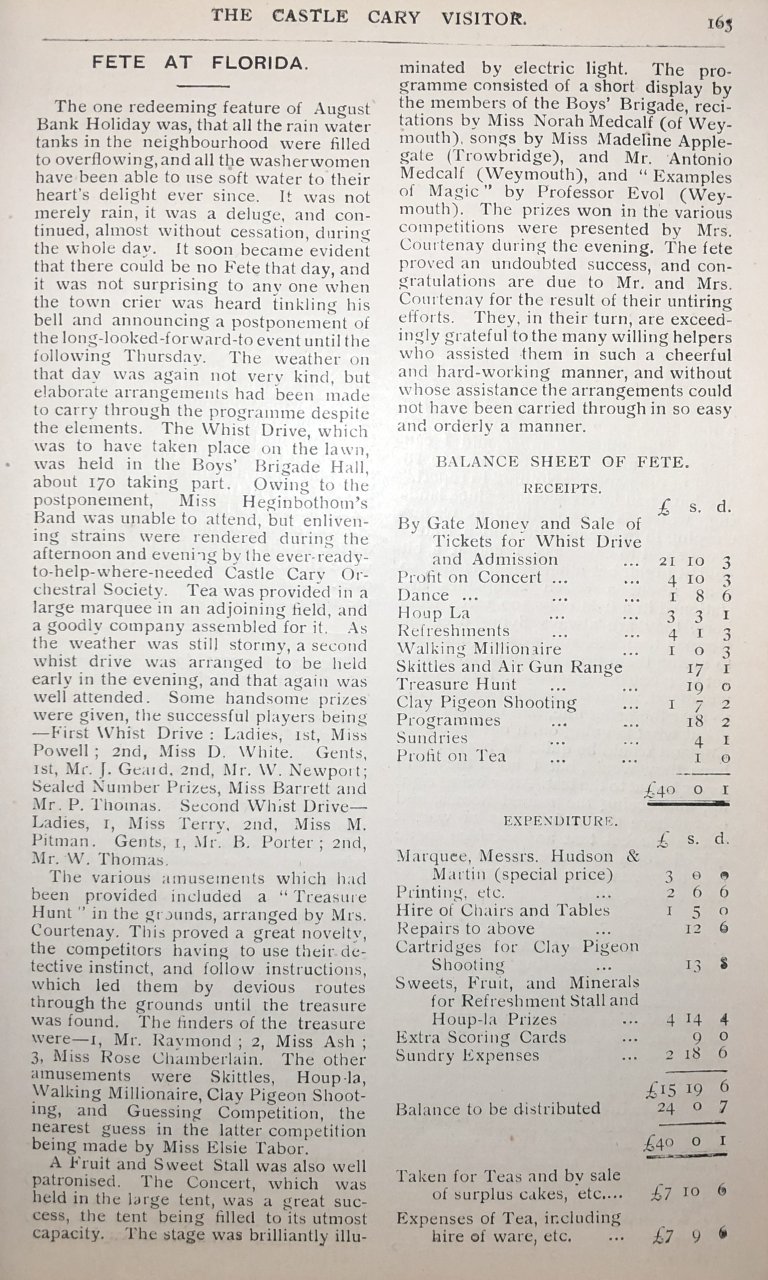 THE CASTLE CARY VISITOR.
163
FETE AT FLORIDA.
The one redeeming feature of August
Bank Holiday was, that all the rain water
tanks in the neighbourhood were filled
to overflowing, and all the washerwomen
have been able to use soft water to their
heart's delight ever since. It was not
merely rain, it was a deluge, and con-
tinued, almost without cessation, during
the whole day. It soon became evident
that there could be no Fete that day, and
it was not surprising to any one when
the town crier was heard tinkling his
bell and announcing a postponement of
the long-looked-forward-to event until the
following Thursday. The weather on
that day was again not very kind, but
elaborate arrangements had been made
to carry through the programme despite
the elements. The Whist Drive, which
was to have taken place on the lawn,
was held in the Boys' Brigade Hall,
about 170 taking part. Owing to the
postponement, Miss Heginbothom's
Band was unable to attend, but enliven-
ing strains were rendered during the
afternoon and evening by the ever-ready-
to-help-where-needed Castle Cary Or-
chestral Society. Tea was provided in a
large marquee in an adjoining field, and
a goodly company assembled for it. As
the weather was still stormy, a second
whist drive was arranged to be held
early in the evening, and that again was
well attended. Some handsome prizes
were given, the successful players being
—First Whist Drive : Ladies, 1st, Miss
Powell ; 2nd, Miss D. White. Gents,
1st, Mr. J. Geard, 2nd, Mr. W. Newport;
Sealed Number Prizes, Miss Barrett and
Mr. P. Thomas. Second Whist Drive—
Ladies, 1, Miss Terry, 2nd, Miss M.
Pitman. Gents, 1, Mr. B. Porter ; 2nd,
Mr. W. Thomas.
The various amusements which had
been provided included a "Treasure
Hunt" in the grounds, arranged by Mrs.
Courtenay. This proved a great novelty,
the competitors having to use their de-
tective instinct, and follow instructions,
which led them by devious routes
through the grounds until the treasure
was found. The finders of the treasure
were—1, Mr. Raymond ; 2, Miss Ash ;
3, Miss Rose Chamberlain. The other
amusements were Skittles, Houp-la,
Walking Millionaire, Clay Pigeon Shoot-
ing, and Guessing Competition, the
nearest guess in the latter competition
being made by Miss Elsie Tabor.
A Fruit and Sweet Stall was also well
patronised. The Concert, which was
held in the large tent, was a great suc-
cess, the tent being filled to its utmost
capacity. The stage was brilliantly illu-
minated by electric light. The pro-
gramme consisted of a short display by
the members of the Boys' Brigade, reci-
tations by Miss Norah Medcalf (of Wey-
mouth), songs by Miss Madeline Apple-
gate (Trowbridge), and Mr. Antonio
Medcalf (Weymouth), and "Examples
of Magic" by Professor Evol (Wey-
mouth). The prizes won in the various
competitions were presented by Mrs.
Courtenay during the evening. The fete
proved an undoubted success, and con-
gratulations are due to Mr. and Mrs.
Courtenay for the result of their untiring
efforts. They, in their turn, are exceed-
ingly grateful to the many willing helpers
who assisted them in such a cheerful
and hard-working manner, and without
whose assistance the arrangements could
not have been carried through in so easy
and orderly a manner.
BALANCE SHEET OF FETE.
RECEIPTS.
£ s. d.
By Gate Money and Sale of
Tickets for Whist Drive
and Admission ... 21 10 3
Profit on Concert ... ... 4 10 3
Dance ... ... ... 1 8 6
Houp La ... ... 3 3 1
Refreshments ... ... 4 1 3
Walking Millionaire ... 1 0 3
Skittles and Air Gun Range 17 1
Treasure Hunt ... ... 19 0
Clay Pigeon Shooting ... 1 7 2
Programmes ... ... 18 2
Sundries ... ... 4 1
Profit on Tea ... ... 1 0
£40 0 1
EXPENDITURE.
£ s. d.
Marquee, Messrs. Hudson &
Martin (special price) 3 0 0
Printing, etc. ... 2 6 6
Hire of Chairs and Tables 1 5 0
Repairs to above ... 12 6
Cartridges for Clay Pigeon
Shooting ... 13 8
Sweets, Fruit, and Minerals
for Refreshment Stall and
Houp-la Prizes ... 4 14 4
Extra Scoring Cards ... 9 0
Sundry Expenses ... 2 18 6
£15 19 6
Balance to be distributed 24 0 7
£40 0 1
Taken for Teas and by sale
of surplus cakes, etc.... £7 10 6
Expenses of Tea, including
hire of ware, etc. ... £7 9 6